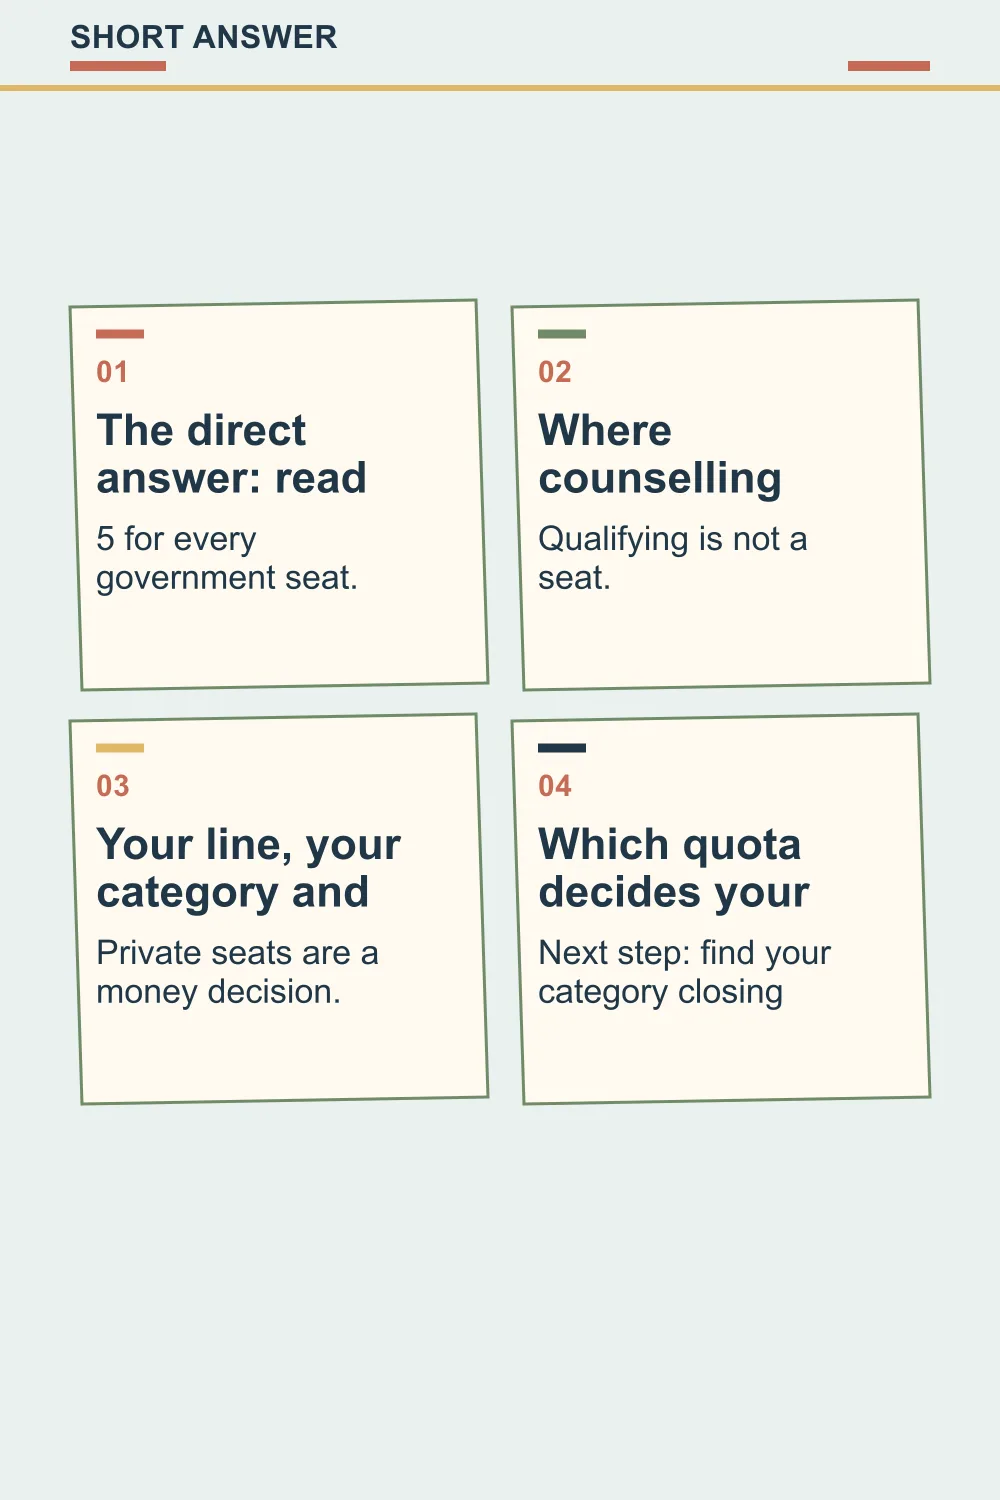 SHORT ANSWER
01
The direct
answer: read
5 for every
government seat.
02
Where
counselling
Qualifying is not a
seat.
03
Your line, your
category and
Private seats are a
money decision.
04
Which quota
decides your
Next step: find your
category closing